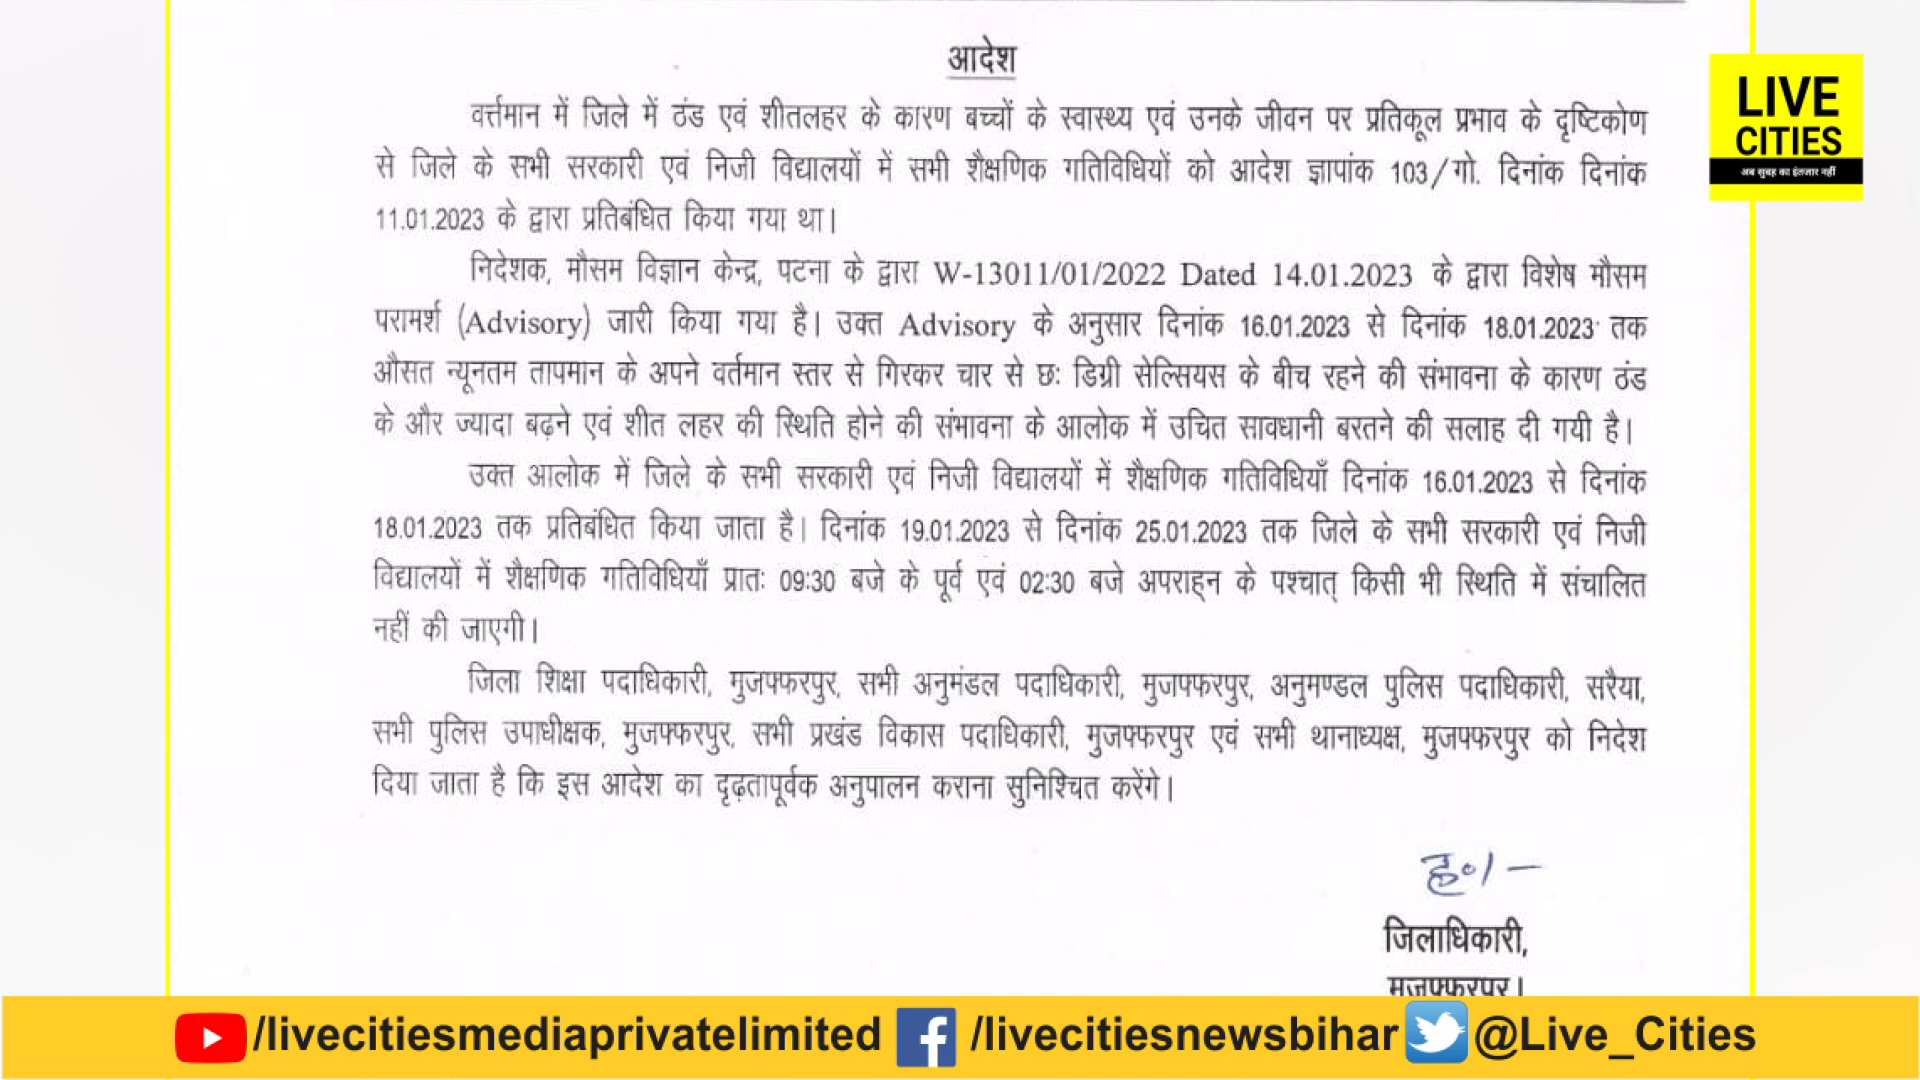 आदेश
वर्त्तमान में जिले में ठंड एवं शीतलहर के कारण बच्चों के स्वास्थ्य एवं उनके जीवन पर प्रतिकूल प्रभाव के दृष्टिकोण
से जिले के सभी सरकारी एवं निजी विद्यालयों में सभी शैक्षणिक गतिविधियों को आदेश ज्ञापांक 103/गो. दिनांक दिनांक
11.01.2023 के द्वारा प्रतिबंधित किया गया था।
निदेशक, मौसम विज्ञान केन्द्र, पटना के द्वारा W-13011/01/2022 Dated 14.01.2023 के द्वारा विशेष मौसम
परामर्श (Advisory) जारी किया गया है। उक्त Advisory के अनुसार दिनांक 16.01.2023 से दिनांक 18.01.2023 तक
औसत न्यूनतम तापमान के अपने वर्तमान स्तर से गिरकर चार से छः डिग्री सेल्सियस के बीच रहने की संभावना के कारण ठंड
के और ज्यादा बढ़ने एवं शीत लहर की स्थिति होने की संभावना के आलोक में उचित सावधानी बरतने की सलाह दी गयी है।
उक्त आलोक में जिले के सभी सरकारी एवं निजी विद्यालयों में शैक्षणिक गतिविधियाँ दिनांक 16.01.2023 से दिनांक
18.01.2023 तक प्रतिबंधित किया जाता है। दिनांक 19.01.2023 से दिनांक 25.01.2023 तक जिले के सभी सरकारी एवं निजी
विद्यालयों में शैक्षणिक गतिविधियाँ प्रातः 09:30 बजे के पूर्व एवं 02:30 बजे अपराह्न के पश्चात् किसी भी स्थिति में संचालित
नहीं की जाएगी।
जिला शिक्षा पदाधिकारी, मुजफ्फरपुर, सभी अनुमंडल पदाधिकारी, मुजफ्फरपुर, अनुमण्डल पुलिस पदाधिकारी, सरैया,
सभी पुलिस उपाधीक्षक, मुजफ्फरपुर, सभी प्रखंड विकास पदाधिकारी, मुजफ्फरपुर एवं सभी थानाध्यक्ष, मुजफ्फरपुर को निदेश
दिया जाता है कि इस आदेश का दृढ़तापूर्वक अनुपालन कराना सुनिश्चित करेंगे।
ह०/-
जिलाधिकारी,
मुजफ्फरपुर।
LIVE
CITIES
अब सुबह का इंतजार नहीं
/livecitiesmediaprivatelimited /livecitiesnewsbihar @Live_Cities